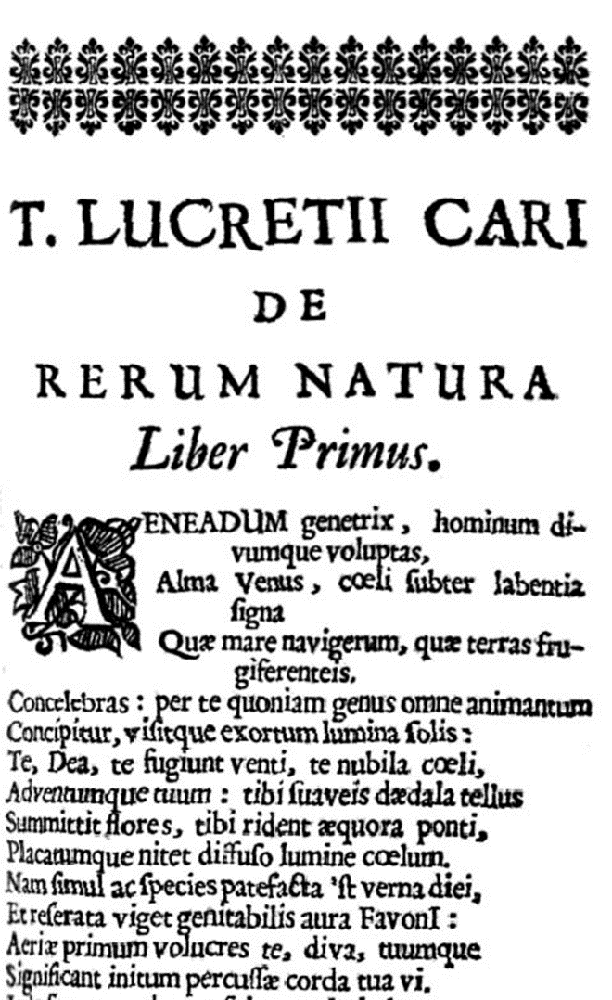 T. LUCRETII CARI
DE
RERUM NATURA
Liber Primus.
AENEADUM genetrix, hominum di-
vumque voluptas,
Alma Venus, cœli ſubter labentia
ſigna
Quæ mare navigerum, quæ terras fru-
giferenteis.
Concelebras : per te quoniam genus omne animantum
Concipitur, viſitque exortum lumina ſolis :
Te, Dea, te fugiunt venti, te nubila cœli,
Adventumque tuum : tibi ſuaveis dædala tellus
Summittit flores, tibi rident æquora ponti,
Placatumque nitet diffuſo lumine cœlum.
Nam ſimul ac ſpecies patefacta 'ſt verna diei,
Et reſerata viget genitabilis aura FavonI :
Aeriæ primum volucres te, diva, tuumque
Significant initum percuſſæ corda tua vi.